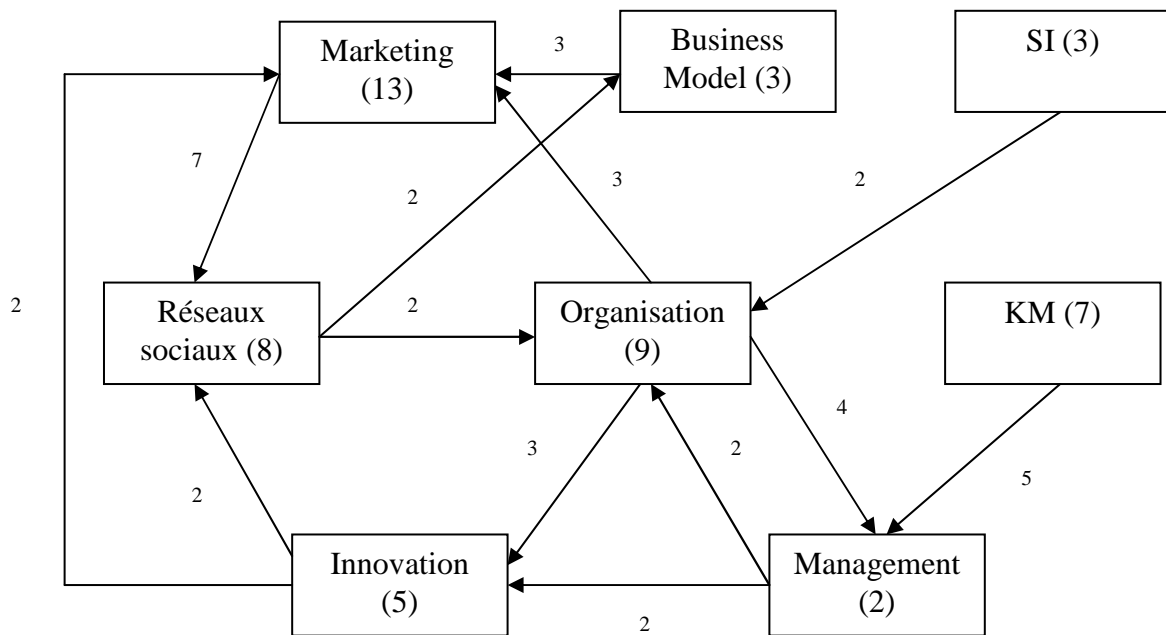 Marketing
(13)
3
Business
Model (3)
SI (3)
7
2
3
2
2
Réseaux
sociaux (8)
2
Organisation
(9)
KM (7)
2
3
2
4
5
Innovation
(5)
2
Management
(2)